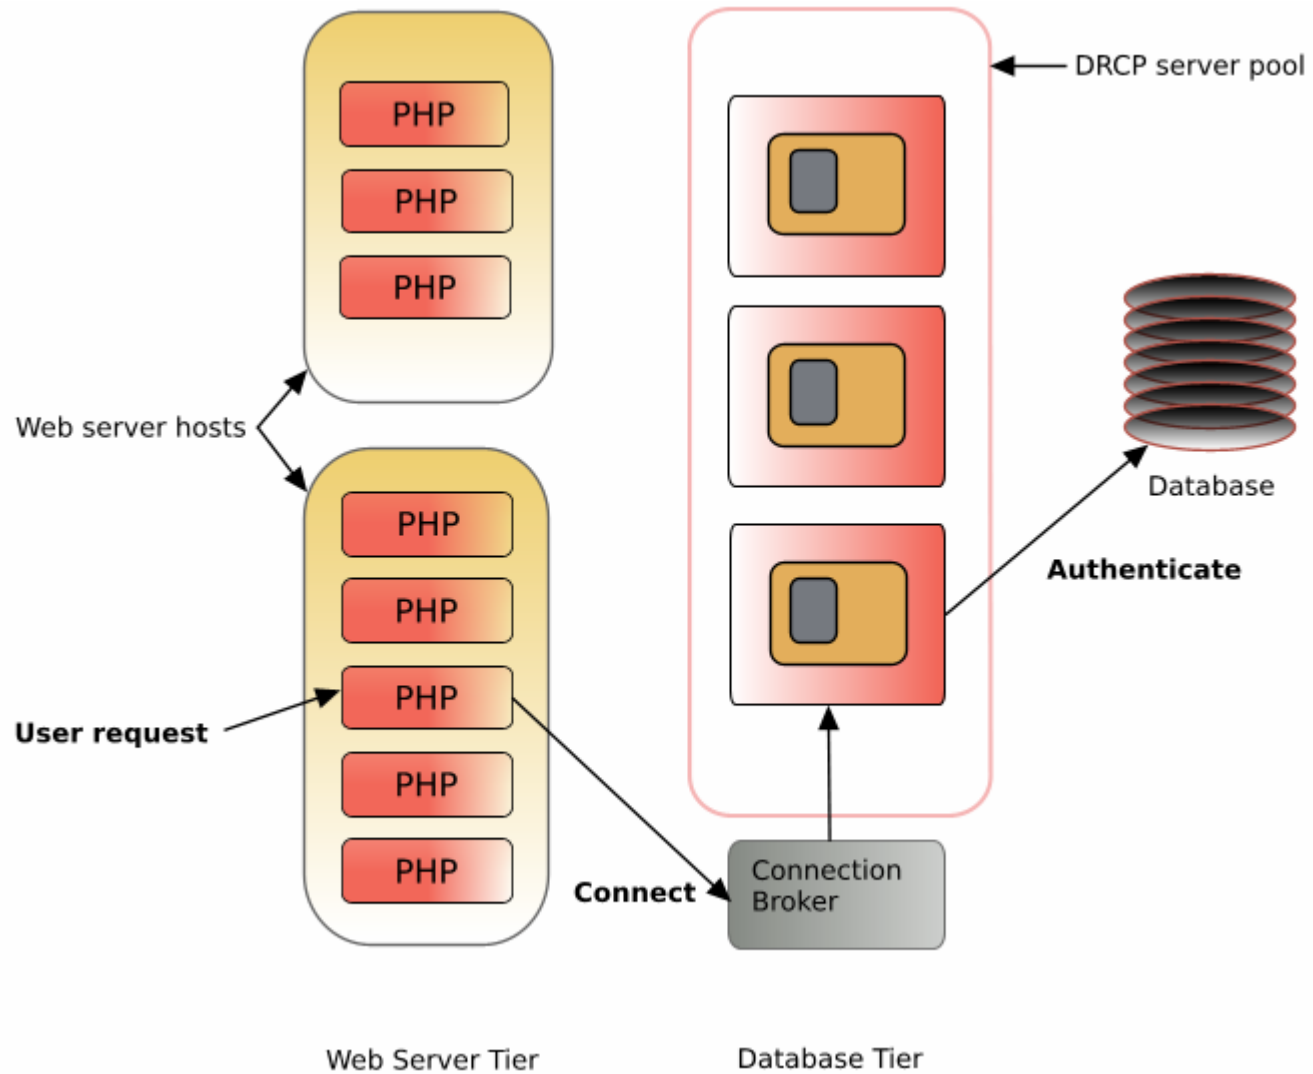 PHP
PHP
PHP
Web server hosts
PHP
PHP
PHP
PHP
PHP
User request
Connect
DRCP server pool
Database
Authenticate
Connection
Broker
Web Server Tier
Database Tier